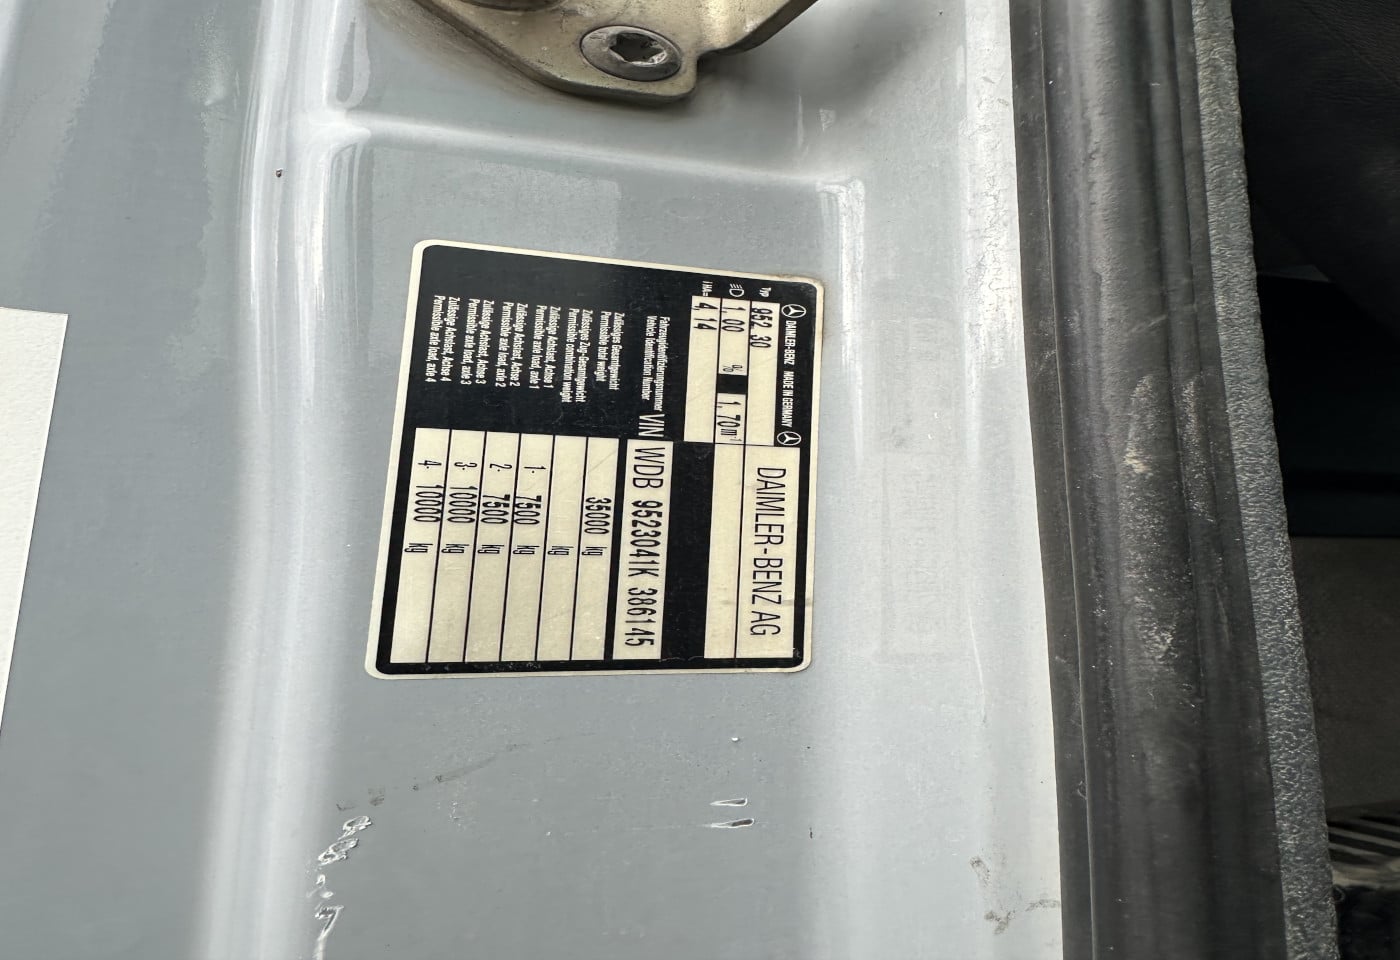 DAIMLER-BENZ MADE IN GERMANY
DAIMLER-BENZ AG
Typ 952.30
1.00 % 1.70m⁻¹
i HA= 4,14
Fahrzeugidentifizierungsnummer
Vehicle Identification Number VIN WDB 9523041K 386145
Zulässiges Gesamtgewicht
Permissible total weight 35000 kg
Zulässiges Zug-Gesamtgewicht
Permissible combination weight kg
Zulässige Achslast, Achse 1
Permissible axle load, axle 1 1- 7500 kg
Zulässige Achslast, Achse 2
Permissible axle load, axle 2 2- 7500 kg
Zulässige Achslast, Achse 3
Permissible axle load, axle 3 3- 10000 kg
Zulässige Achslast, Achse 4
Permissible axle load, axle 4 4- 10000 kg